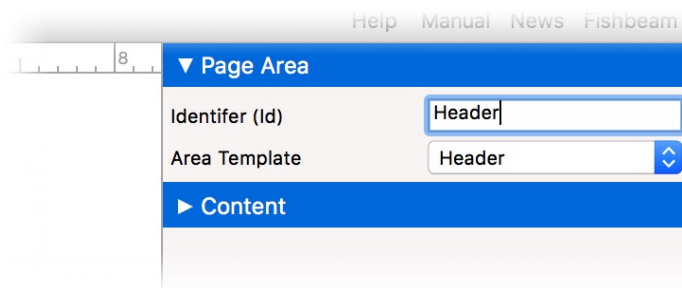 Help Manual News Fishbeam
8
▼ Page Area
Identifer (Id) Header
Area Template Header
► Content